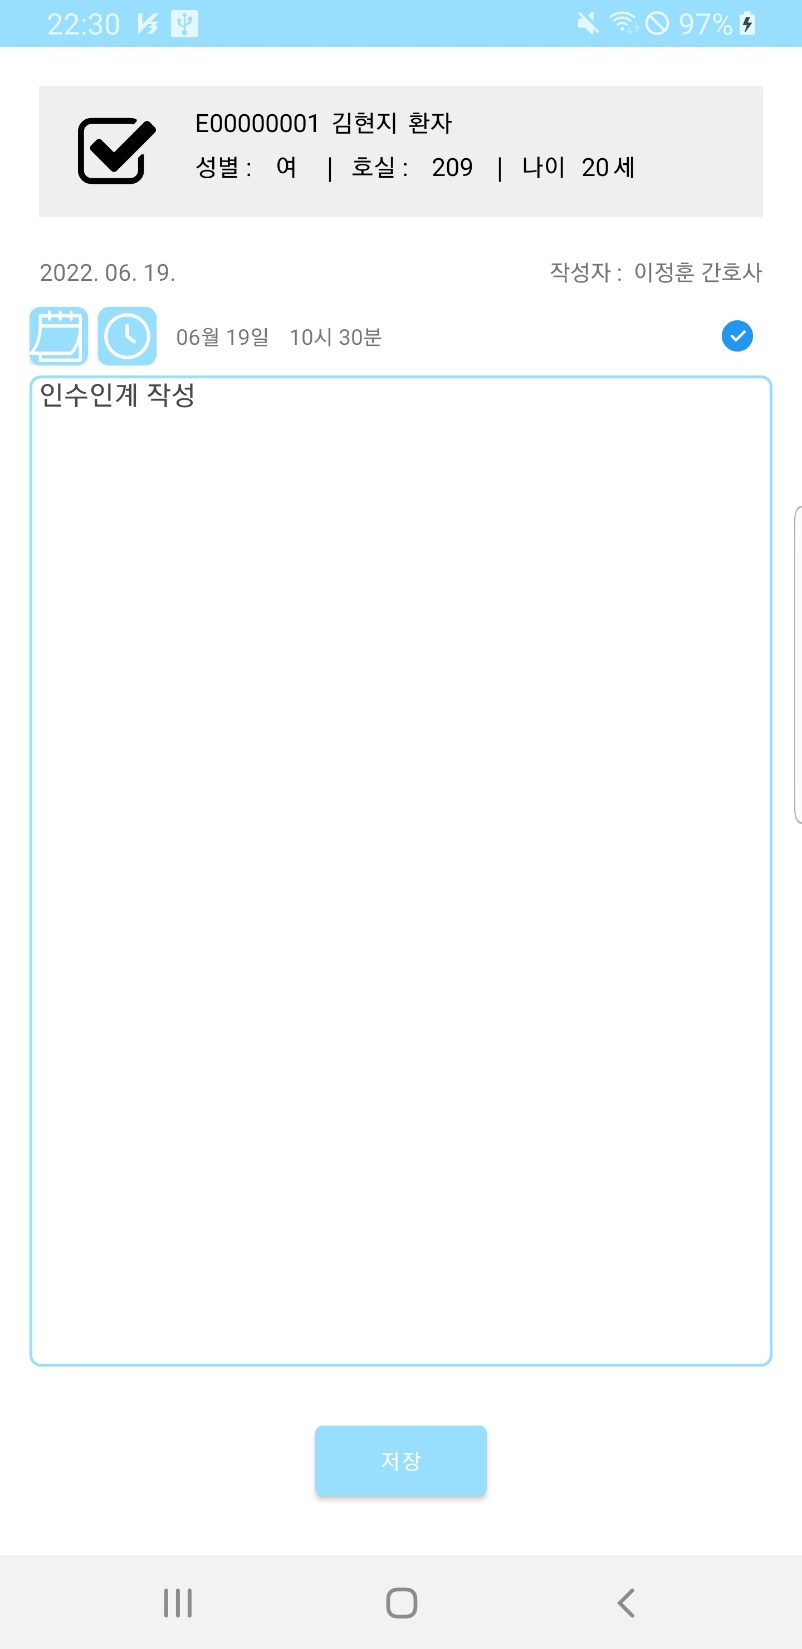 22:30 97%
E00000001 김현지 환자
성별 : 여 | 호실 : 209 | 나이 20세
2022. 06. 19. 작성자 : 이정훈 간호사
06월 19일 10시 30분
인수인계 작성
저장